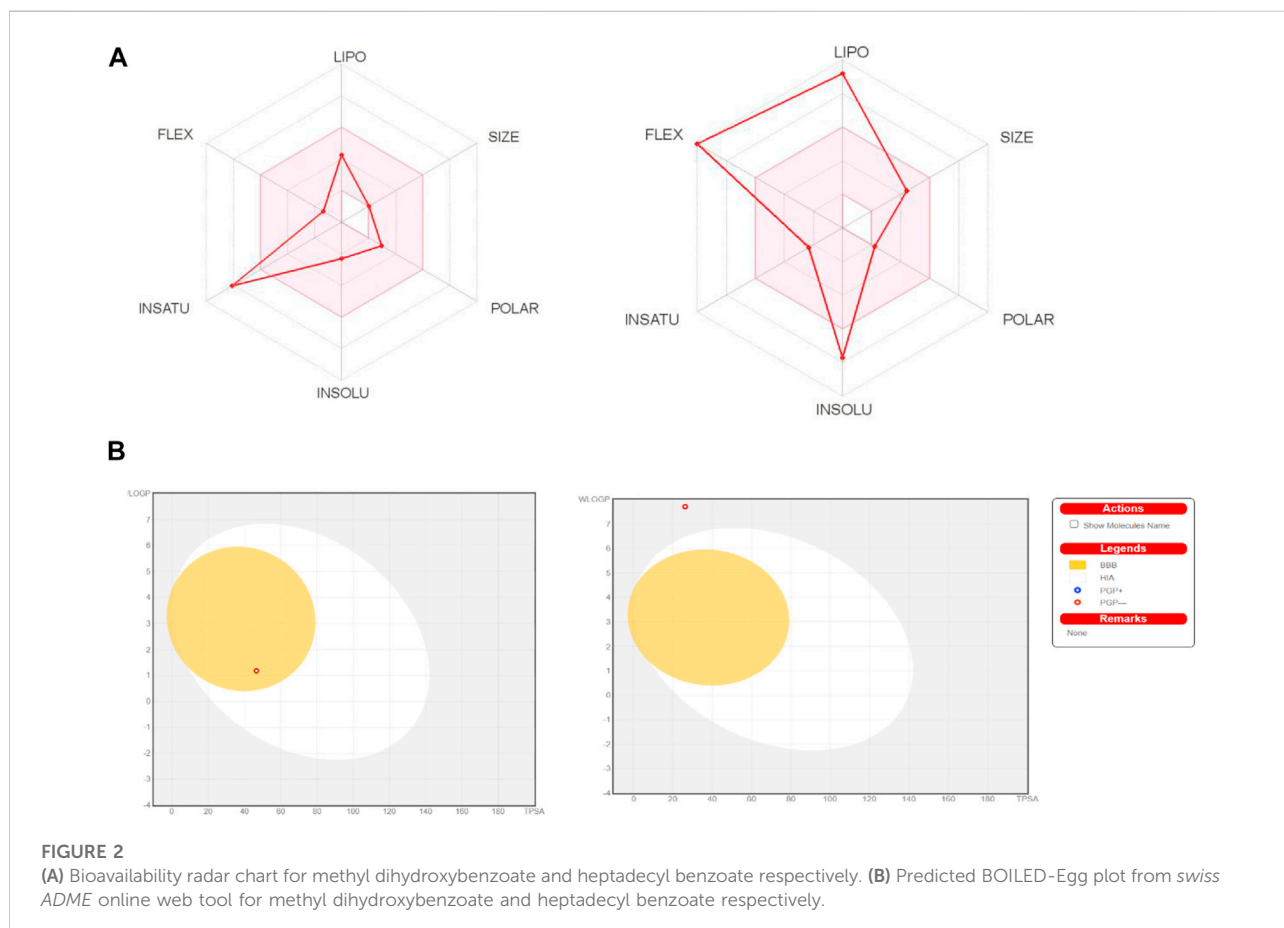 A
LIPO
FLEX
SIZE
INSATU
POLAR
INSOLU
LIPO
FLEX
SIZE
INSATU
POLAR
INSOLU
B
/LOGP
7
6
5
4
3
2
1
0
-1
-2
-3
-4
0 20 40 60 80 100 120 140 160 180 TPSA
WLOGP
7
6
5
4
3
2
1
0
-1
-2
-3
-4
0 20 40 60 80 100 120 140 160 180 TPSA
Actions
Show Molecules Name
Legends
BBB
HIA
PGP+
PGP—
Remarks
None
FIGURE 2
(A) Bioavailability radar chart for methyl dihydroxybenzoate and heptadecyl benzoate respectively. (B) Predicted BOILED-Egg plot from swiss
ADME online web tool for methyl dihydroxybenzoate and heptadecyl benzoate respectively.